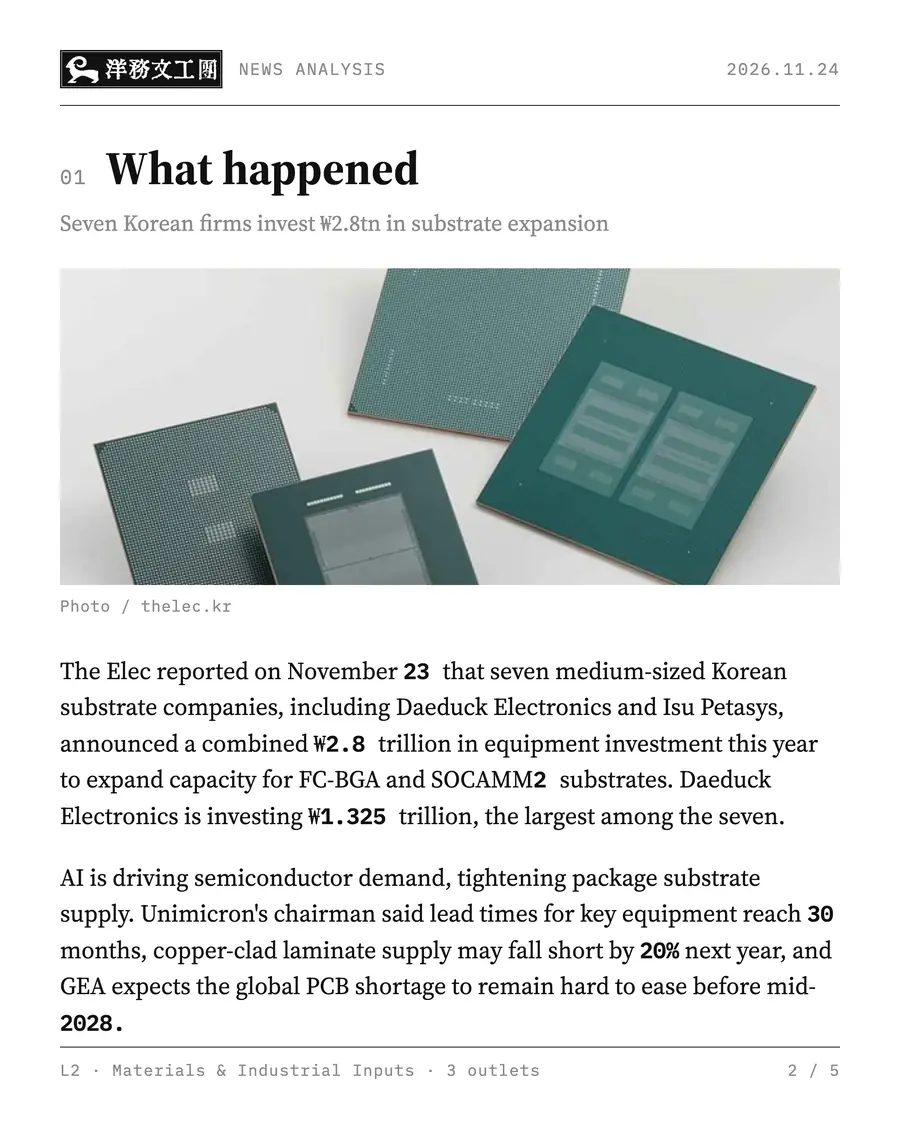 洋務文工團 NEWS ANALYSIS 2026.11.24
01 What happened
Seven Korean firms invest ₩2.8tn in substrate expansion
Photo / thelec.kr
The Elec reported on November 23 that seven medium-sized Korean
substrate companies, including Daeduck Electronics and Isu Petasys,
announced a combined ₩2.8 trillion in equipment investment this year
to expand capacity for FC-BGA and SOCAMM2 substrates. Daeduck
Electronics is investing ₩1.325 trillion, the largest among the seven.
AI is driving semiconductor demand, tightening package substrate
supply. Unimicron's chairman said lead times for key equipment reach 30
months, copper-clad laminate supply may fall short by 20% next year, and
GEA expects the global PCB shortage to remain hard to ease before mid-
2028.
L2 · Materials & Industrial Inputs · 3 outlets 2 / 5